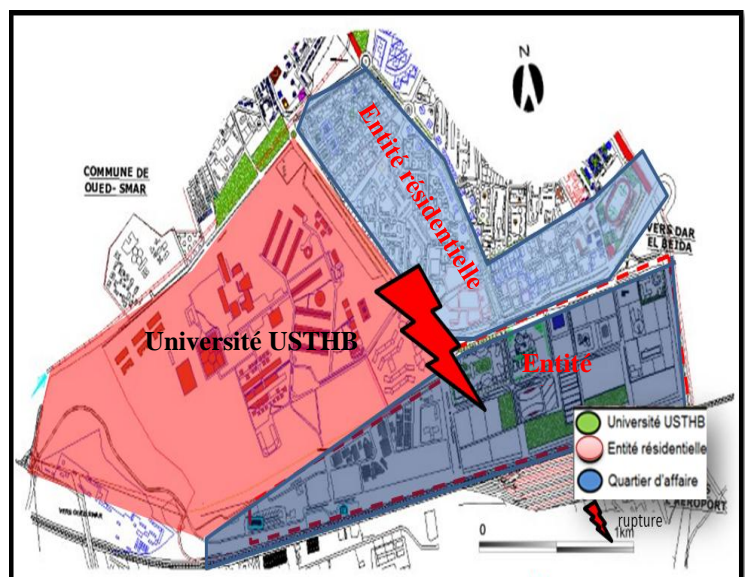 N
COMMUNE DE
OUED- SMAR
Entité résidentielle
VERS DAR
EL BEIDA
Université USTHB
Entité
Université USTHB
Entité résidentielle
Quartier d'affaire
AEROPORT
rupture
0
1km